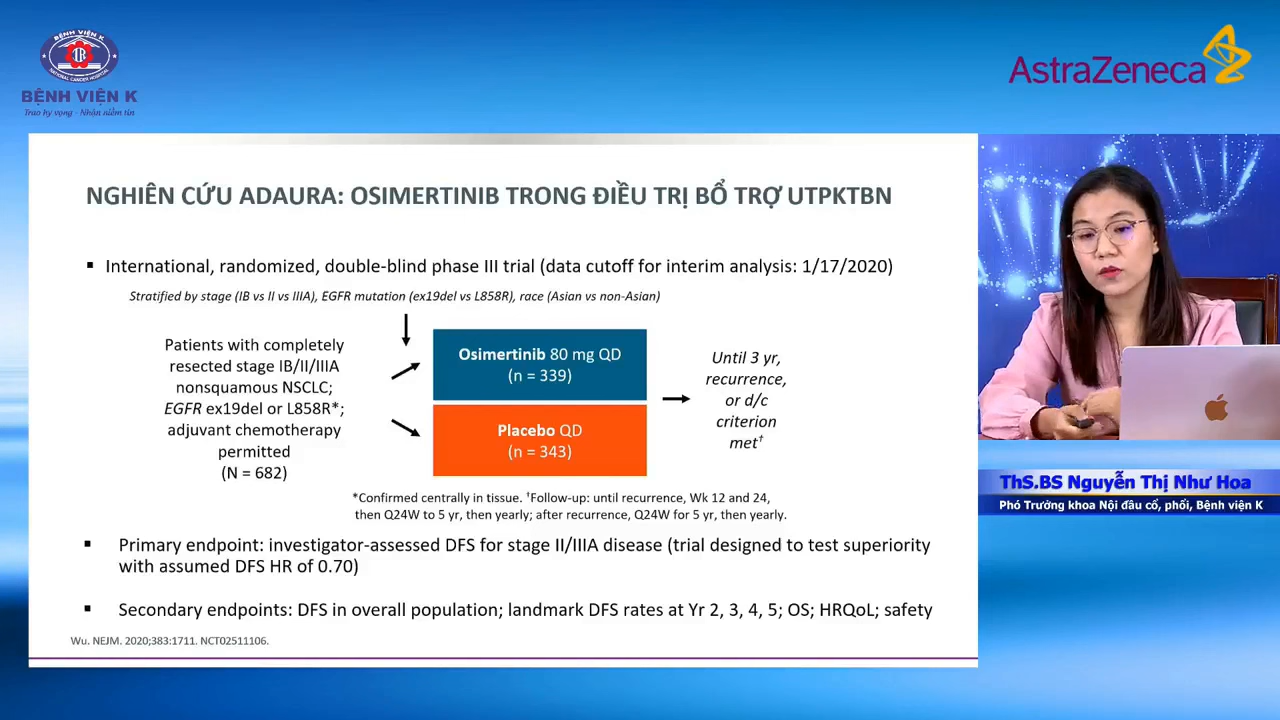 BỆNH VIỆN K
NATIONAL CANCER HOSPITAL
BỆNH VIỆN K
Trao hy vọng - Nhận niềm tin
AstraZeneca
NGHIÊN CỨU ADAURA: OSIMERTINIB TRONG ĐIỀU TRỊ BỔ TRỢ UTPKTBN
▪ International, randomized, double-blind phase III trial (data cutoff for interim analysis: 1/17/2020)
Stratified by stage (IB vs II vs IIIA), EGFR mutation (ex19del vs L858R), race (Asian vs non-Asian)
Patients with completely
resected stage IB/II/IIIA
nonsquamous NSCLC;
EGFR ex19del or L858R*;
adjuvant chemotherapy
permitted
(N = 682)
Osimertinib 80 mg QD
(n = 339)
Placebo QD
(n = 343)
Until 3 yr,
recurrence,
or d/c
criterion
met†
*Confirmed centrally in tissue. †Follow-up: until recurrence, Wk 12 and 24,
then Q24W to 5 yr, then yearly; after recurrence, Q24W for 5 yr, then yearly.
▪ Primary endpoint: investigator-assessed DFS for stage II/IIIA disease (trial designed to test superiority
with assumed DFS HR of 0.70)
▪ Secondary endpoints: DFS in overall population; landmark DFS rates at Yr 2, 3, 4, 5; OS; HRQoL; safety
Wu. NEJM. 2020;383:1711. NCT02511106.
ThS.BS Nguyễn Thị Như Hoa
Phó Trưởng khoa Nội đầu cổ, phổi, Bệnh viện K